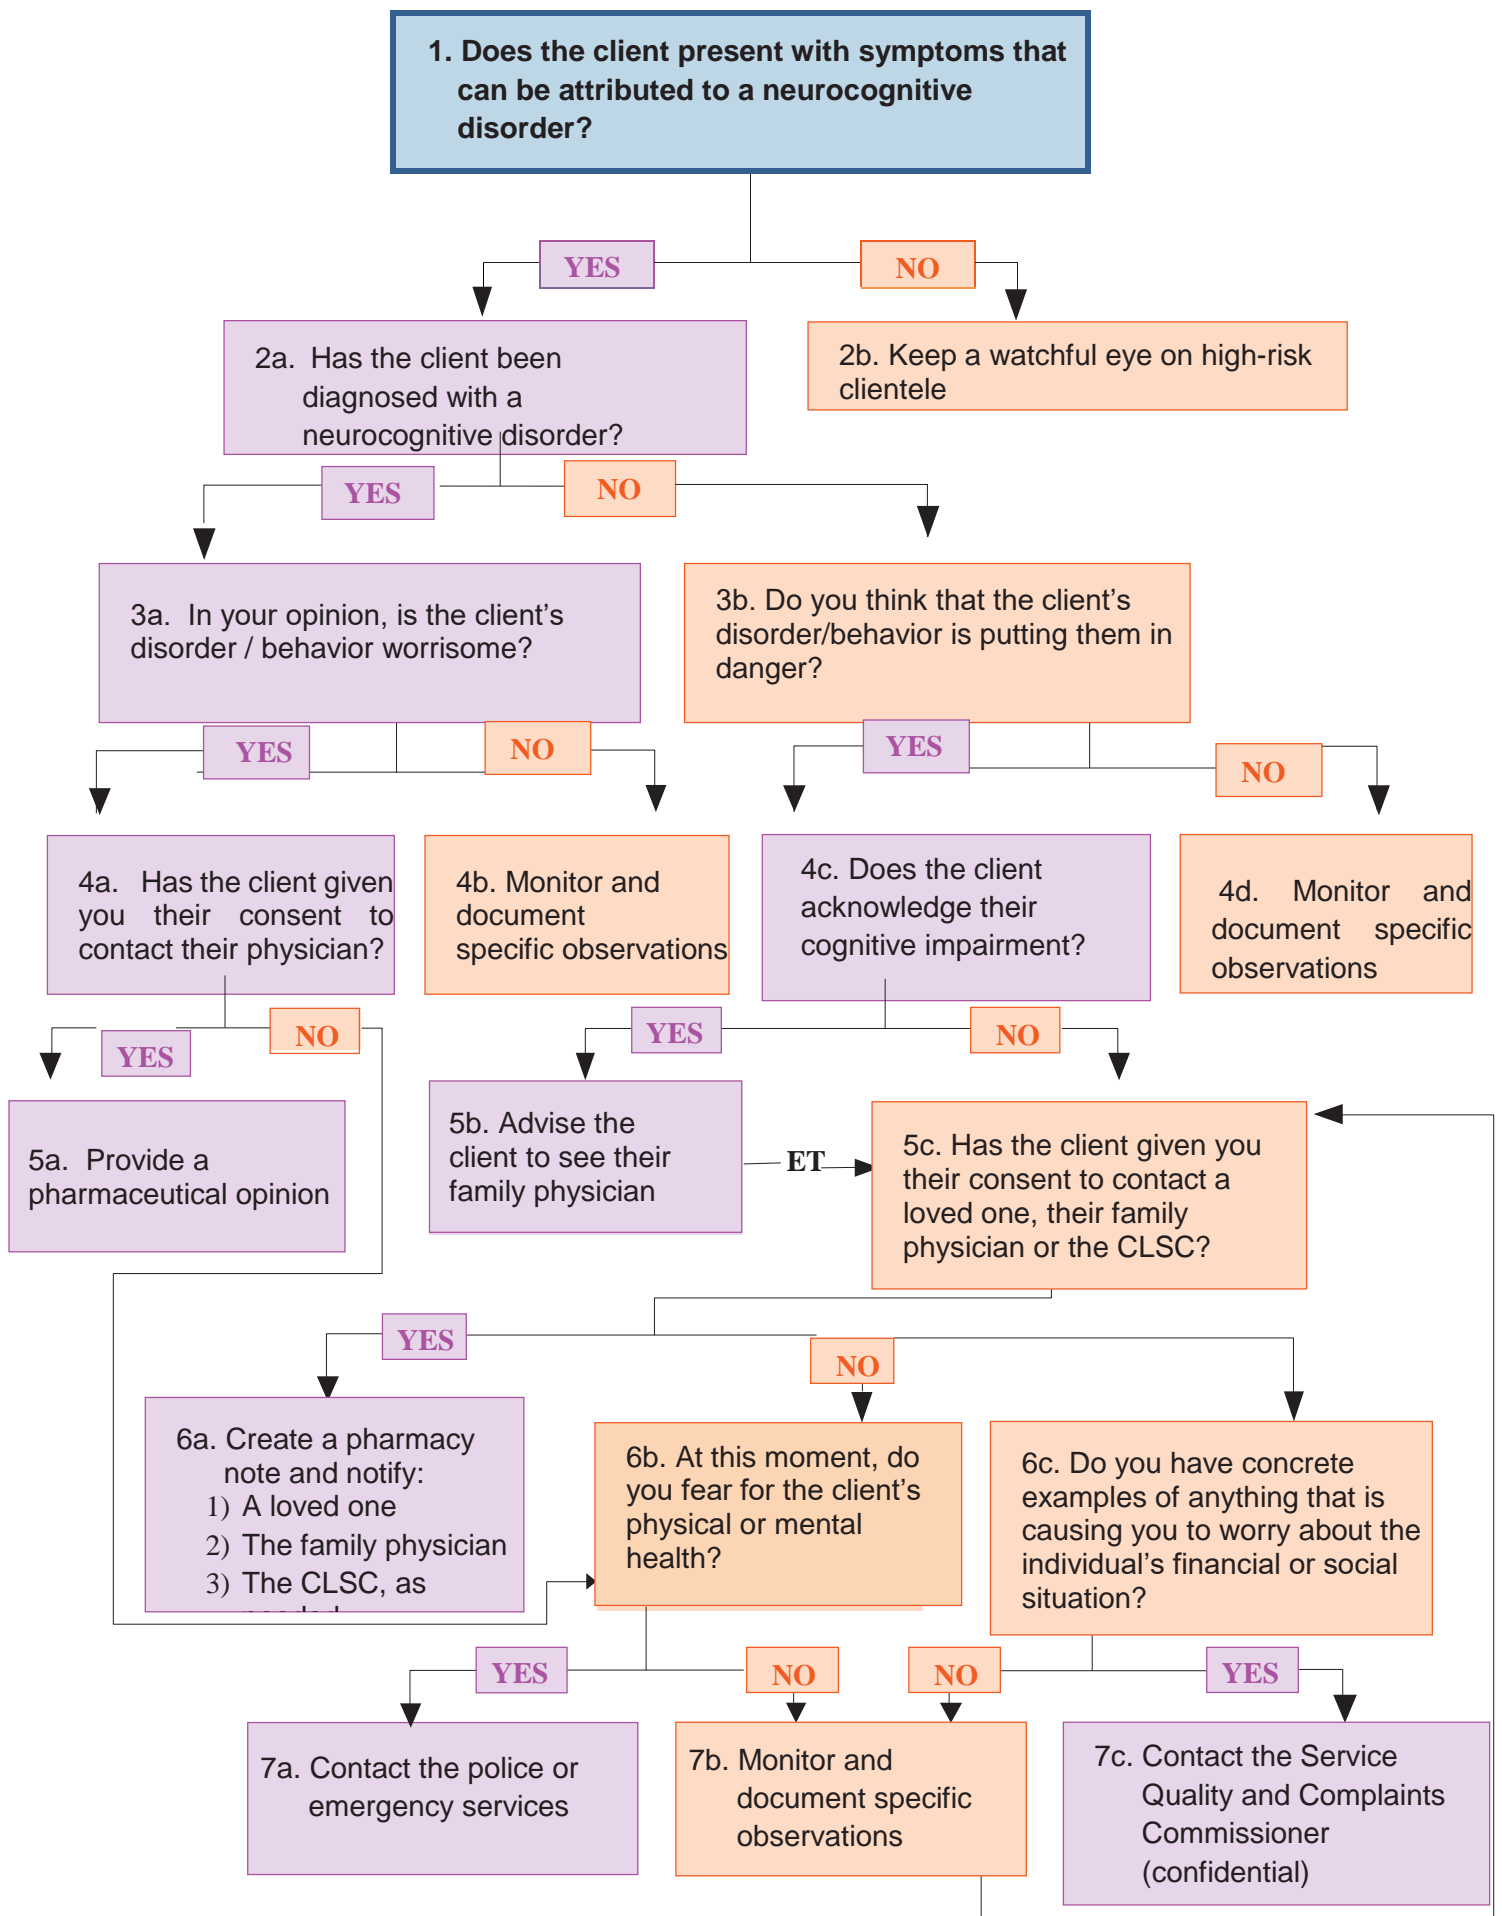 1. Does the client present with symptoms that
can be attributed to a neurocognitive
disorder?
YES
NO
2a. Has the client been
diagnosed with a
neurocognitive disorder?
2b. Keep a watchful eye on high-risk
clientele
YES
NO
3a. In your opinion, is the client's
disorder / behavior worrisome?
3b. Do you think that the client's
disorder/behavior is putting them in
danger?
YES
NO
YES
NO
4a. Has the client given
you their consent to
contact their physician?
4b. Monitor and
document
specific observations
4c. Does the client
acknowledge their
cognitive impairment?
4d. Monitor and
document specific
observations
YES
NO
YES
NO
5a. Provide a
pharmaceutical opinion
5b. Advise the
client to see their
family physician
ET
5c. Has the client given you
their consent to contact a
loved one, their family
physician or the CLSC?
YES
NO
6a. Create a pharmacy
note and notify:
1) A loved one
2) The family physician
3) The CLSC, as
6b. At this moment, do
you fear for the client's
physical or mental
health?
6c. Do you have concrete
examples of anything that is
causing you to worry about the
individual's financial or social
situation?
YES
NO
NO
YES
7a. Contact the police or
emergency services
7b. Monitor and
document specific
observations
7c. Contact the Service
Quality and Complaints
Commissioner
(confidential)